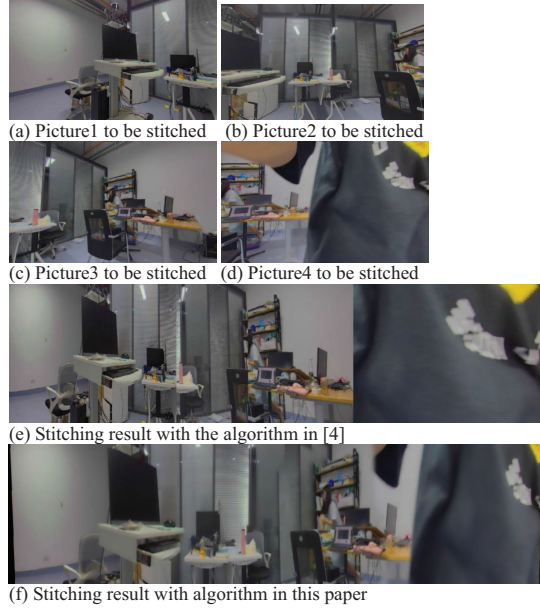 (a) Picture1 to be stitched
(b) Picture2 to be stitched
(c) Picture3 to be stitched
(d) Picture4 to be stitched
(e) Stitching result with the algorithm in [4]
(f) Stitching result with algorithm in this paper